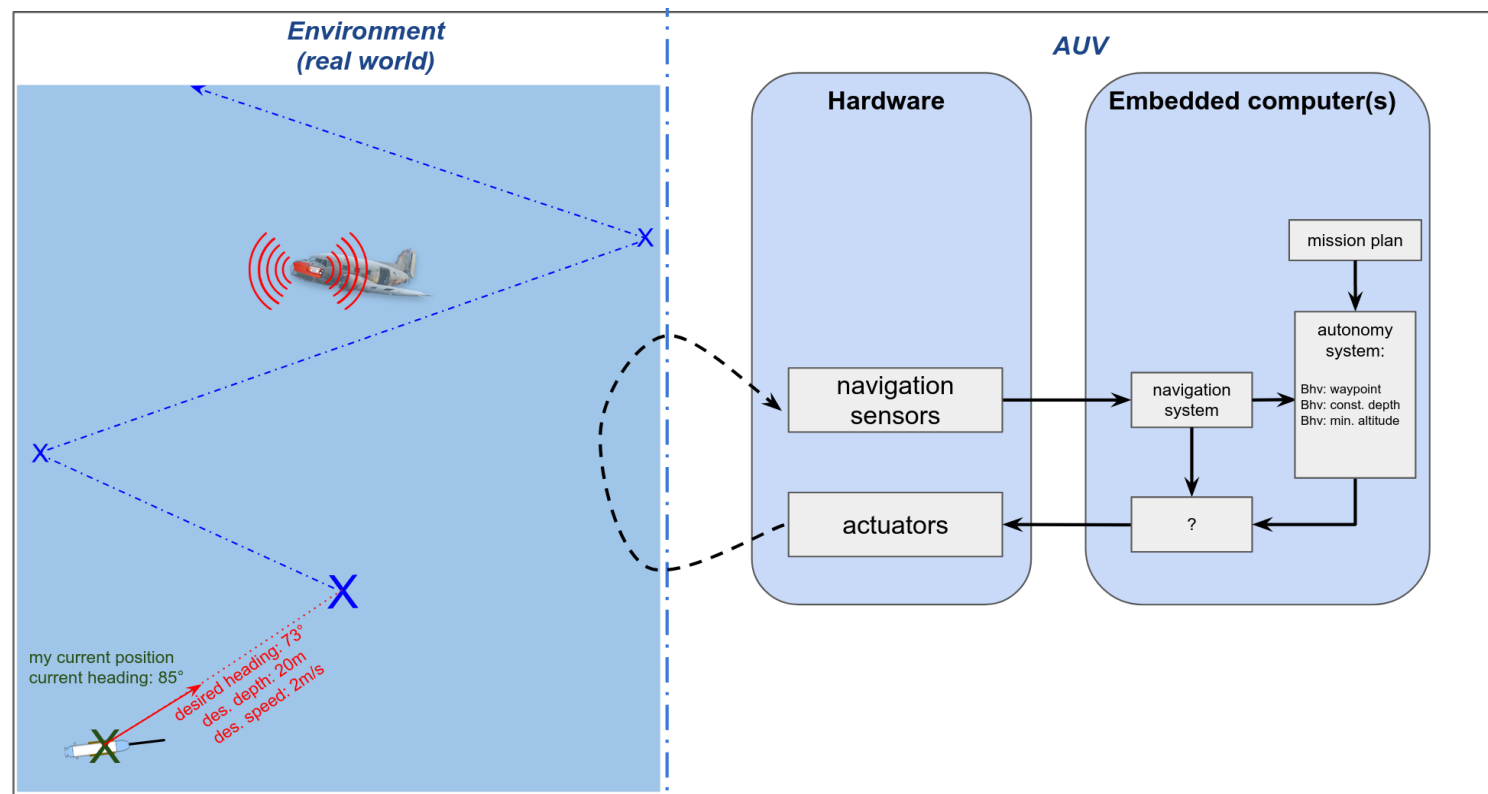 Environment
(real world)
AUV
Hardware
Embedded computer(s)
mission plan
autonomy
system:
Bhv: waypoint
Bhv: const. depth
Bhv: min. altitude
navigation
sensors
navigation
system
actuators
?
X
X
X
my current position
current heading: 85°
desired heading: 73°
des. depth: 20m
des. speed: 2m/s
X